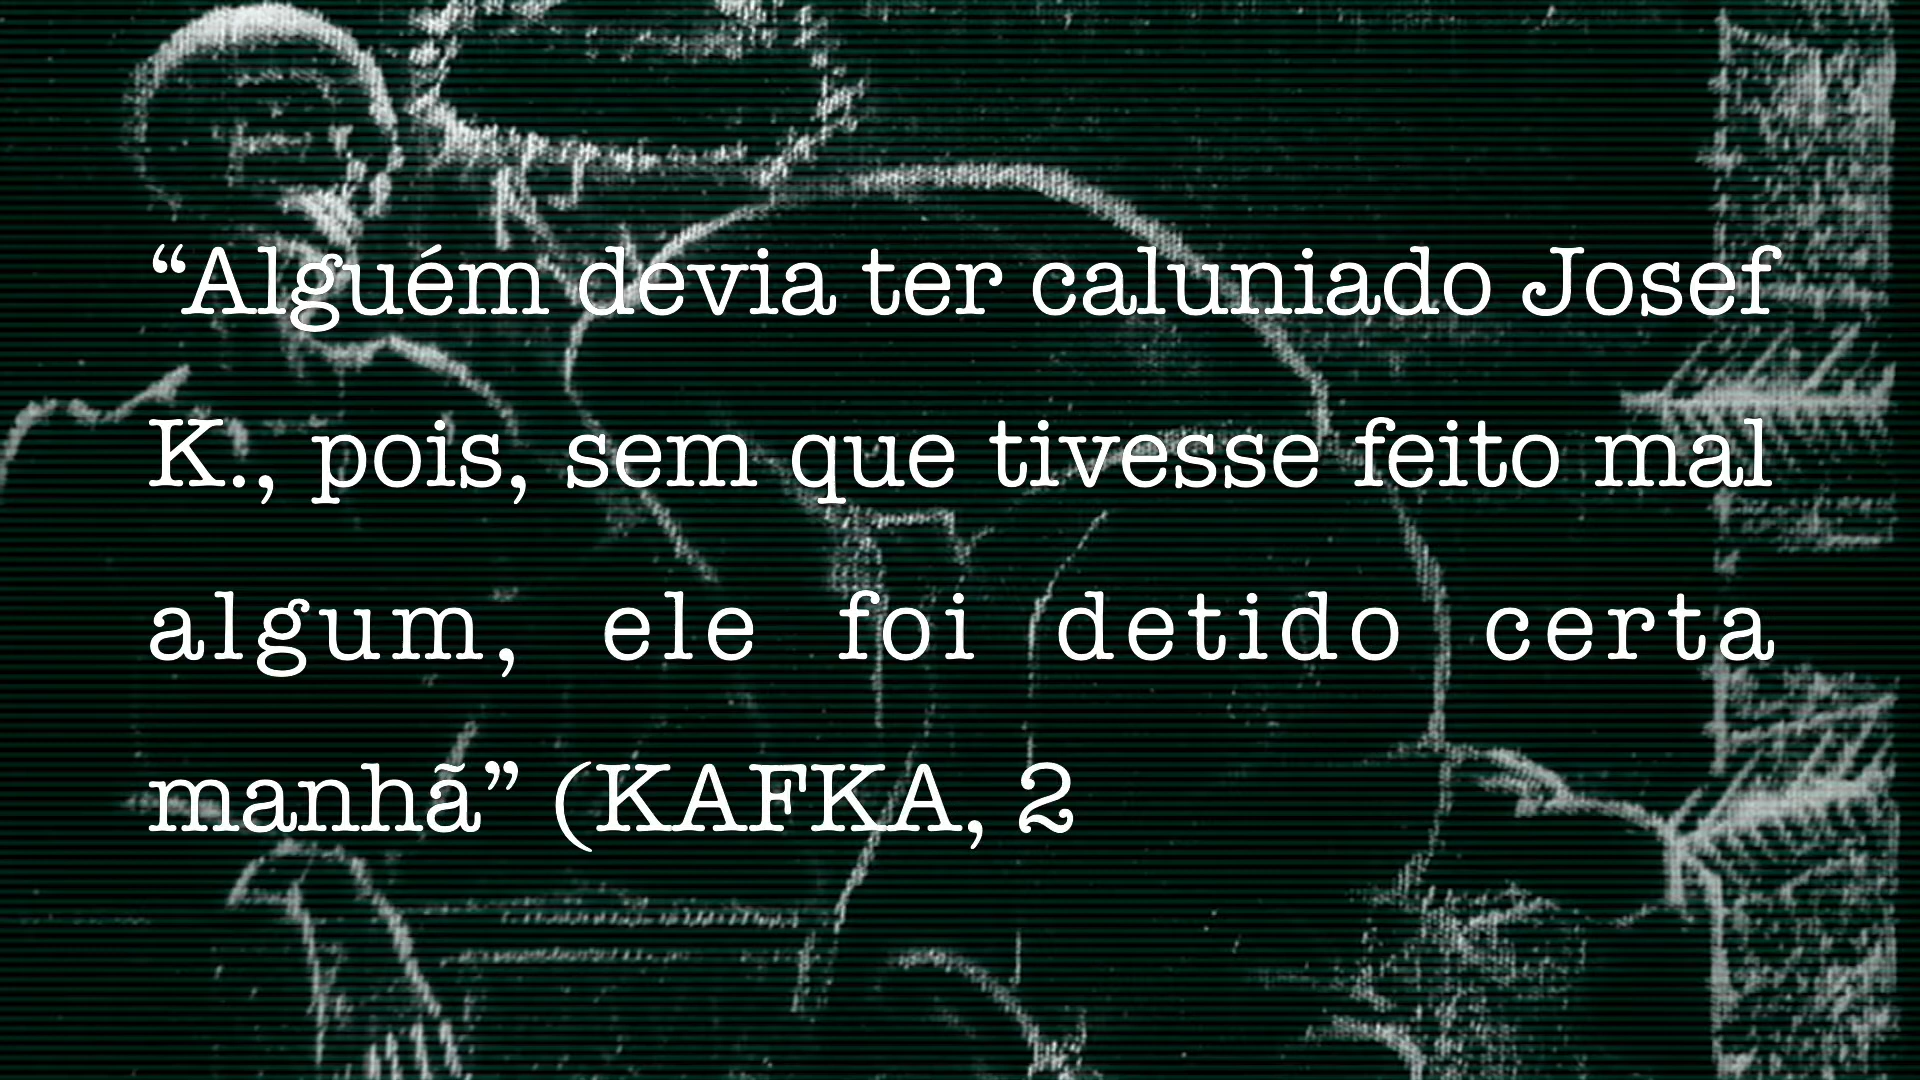 “Alguém devia ter caluniado Josef
K., pois, sem que tivesse feito mal
algum, ele foi detido certa
manhã” (KAFKA, 2